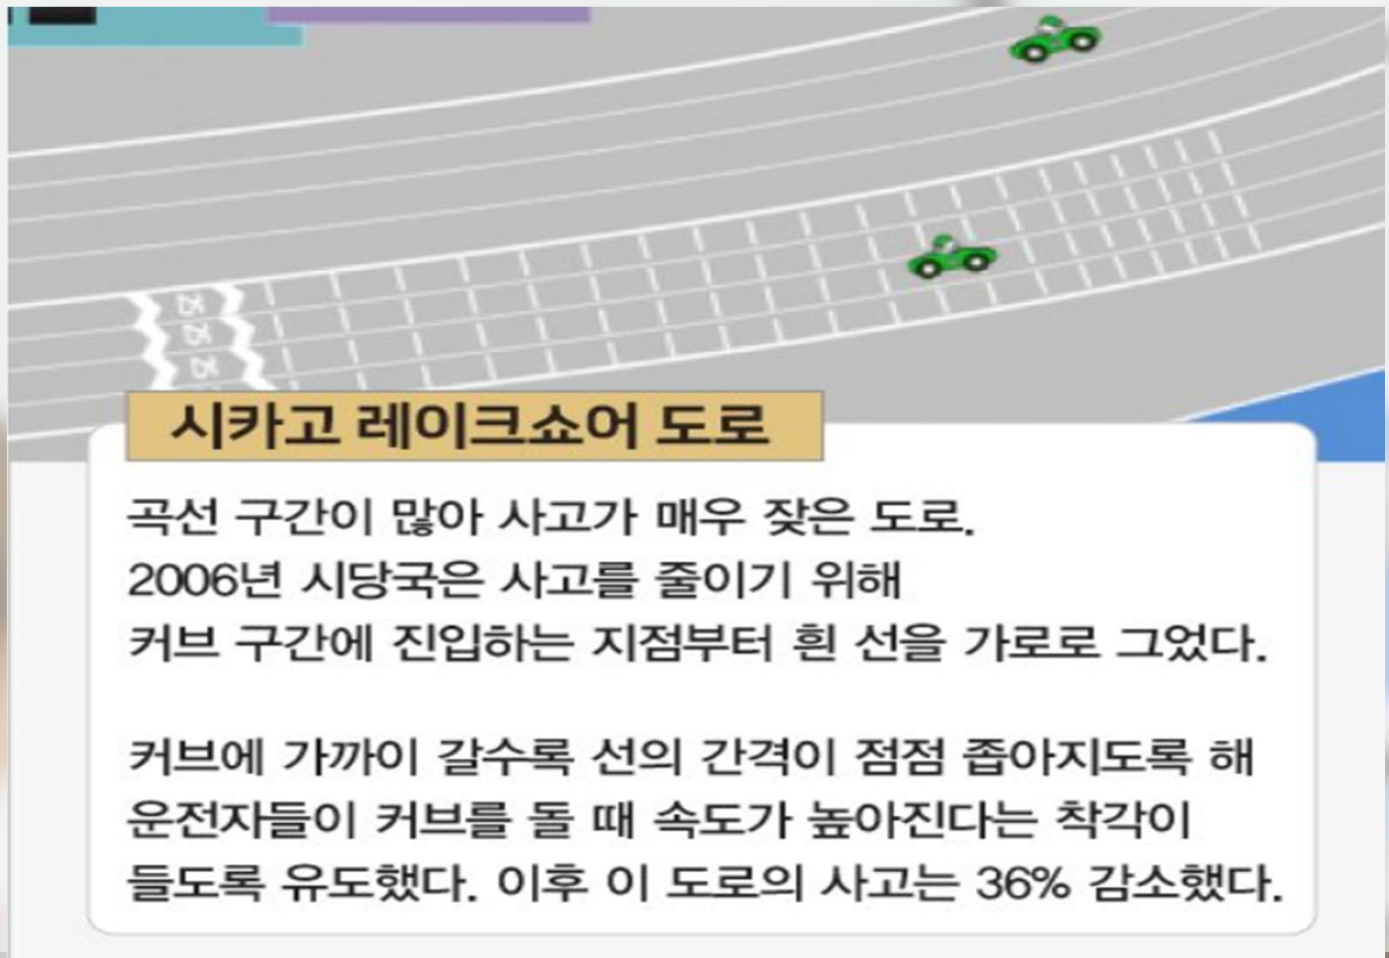 25
25
25
시카고 레이크쇼어 도로
곡선 구간이 많아 사고가 매우 잦은 도로.
2006년 시당국은 사고를 줄이기 위해
커브 구간에 진입하는 지점부터 흰 선을 가로로 그었다.
커브에 가까이 갈수록 선의 간격이 점점 좁아지도록 해
운전자들이 커브를 돌 때 속도가 높아진다는 착각이
들도록 유도했다. 이후 이 도로의 사고는 36% 감소했다.